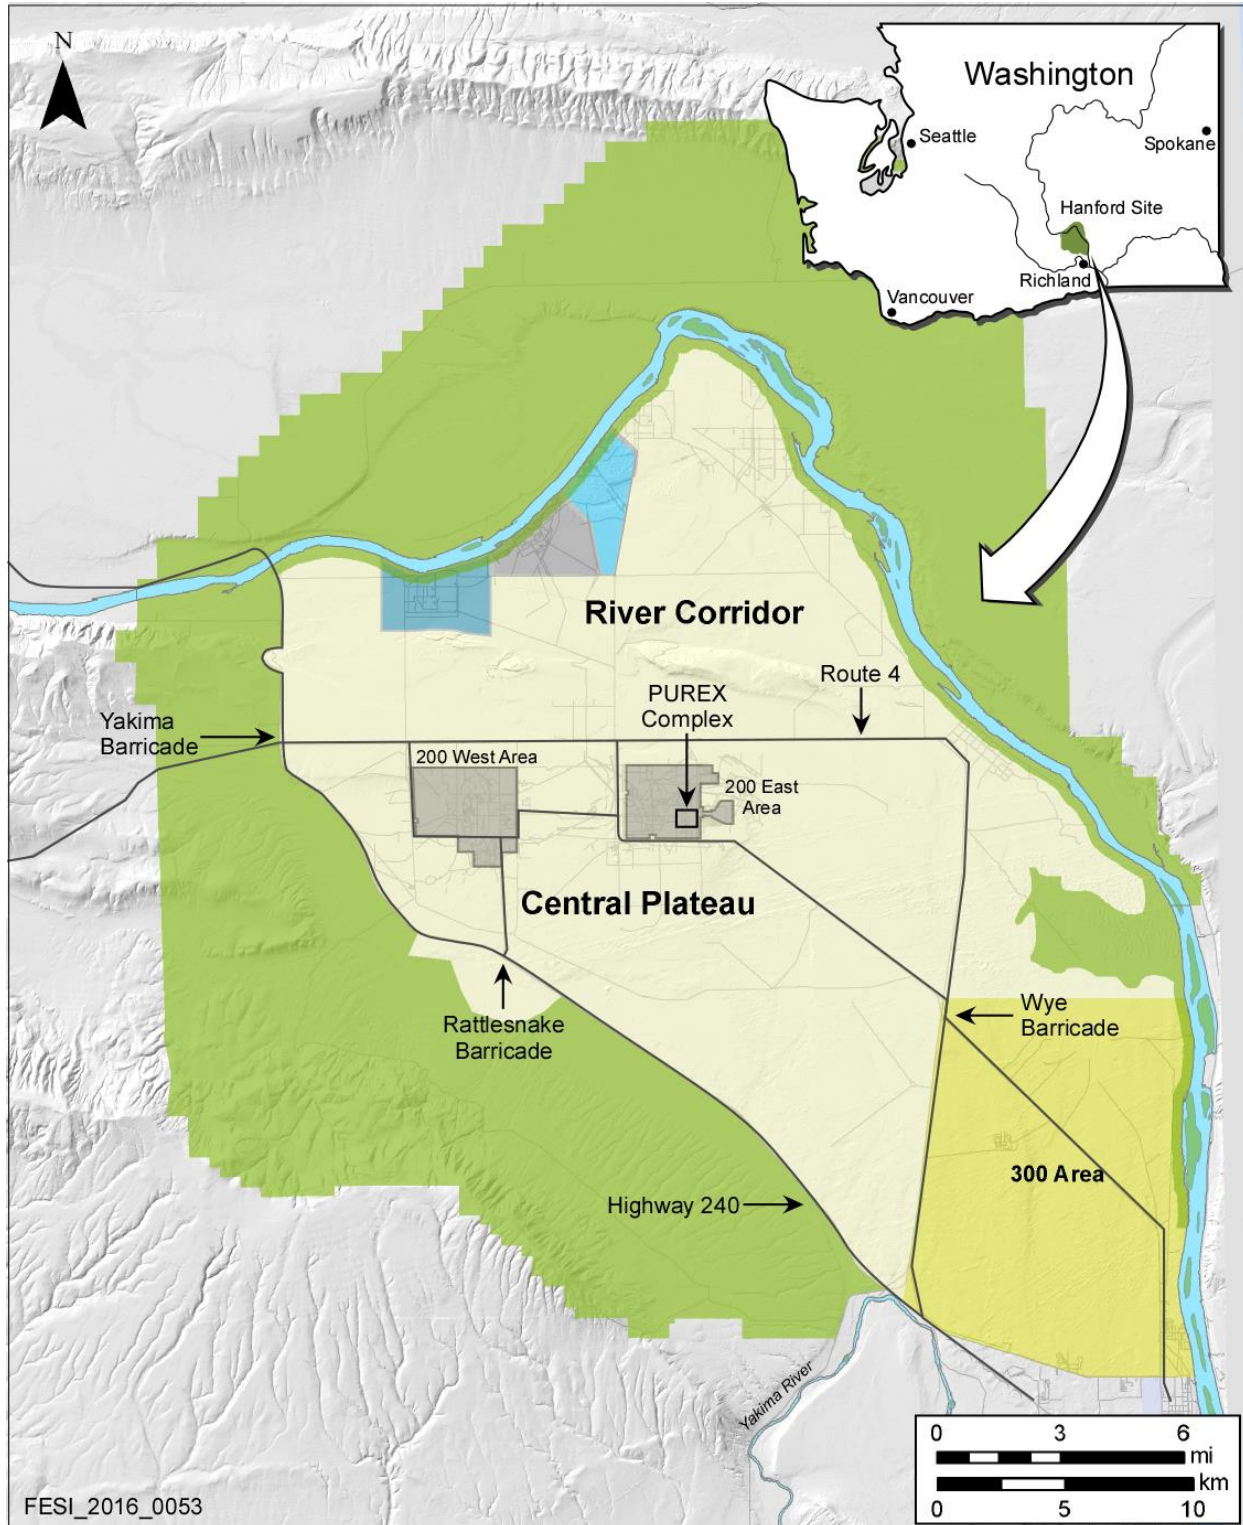 N
Washington
Seattle
Spokane
Hanford Site
Richland
Vancouver
River Corridor
Route 4
PUREX
Complex
Yakima
Barricade
200 West Area
200 East
Area
Central Plateau
Wye
Barricade
Rattlesnake
Barricade
300 Area
Highway 240
Yakima River
0 3 6
mi
km
0 5 10
FESI_2016_0053